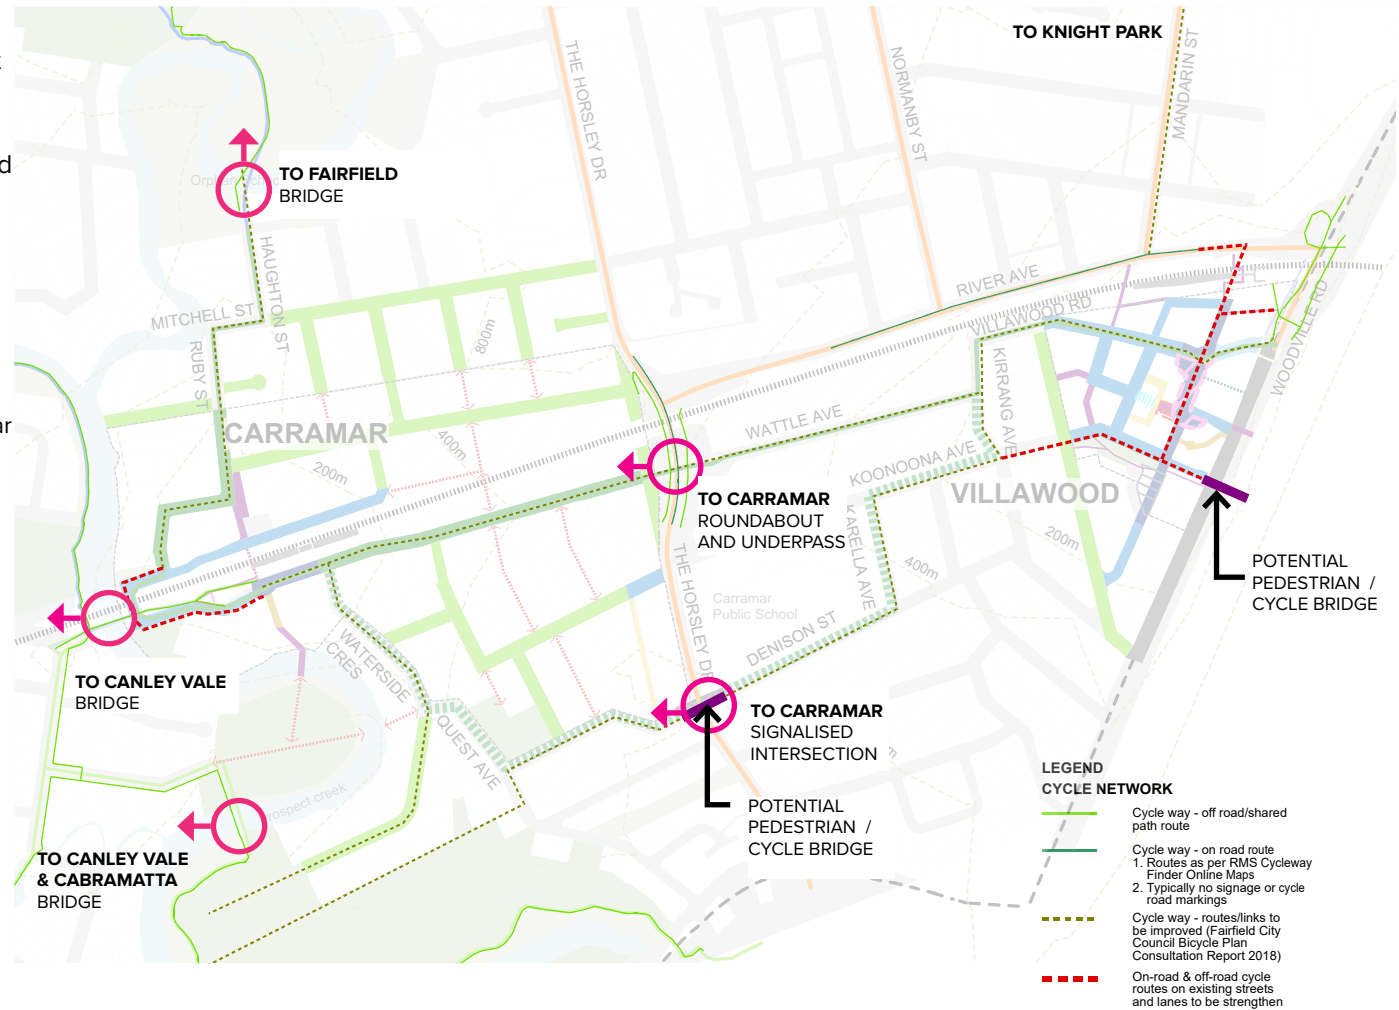 TO KNIGHT PARK
MANDARIN ST
THE HORSLEY DR
NORMANBY ST
d
TO FAIRFIELD
BRIDGE
HAUGHTON ST
RIVER AVE
VILLAWOOD RD
WOODVILLE RD
MITCHELL ST
RUBY ST
800m
KIRRANG AVE
ar
CARRAMAR
400m
200m
WATTLE AVE
KOONOONA AVE
VILLAWOOD
TO CARRAMAR
ROUNDABOUT
AND UNDERPASS
KARELLA AVE
200m
400m
POTENTIAL
PEDESTRIAN /
CYCLE BRIDGE
THE HORSLEY DR
Carramar
Public School
DENISON ST
WATERSIDE
CRES
TO CANLEY VALE
BRIDGE
QUEST AVE
TO CARRAMAR
SIGNALISED
INTERSECTION
m
POTENTIAL
PEDESTRIAN /
CYCLE BRIDGE
rospect creek
TO CANLEY VALE
& CABRAMATTA
BRIDGE
LEGEND
CYCLE NETWORK
Cycle way - off road/shared
path route
Cycle way - on road route
1. Routes as per RMS Cycleway
Finder Online Maps
2. Typically no signage or cycle
road markings
Cycle way - routes/links to
be improved (Fairfield City
Council Bicycle Plan
Consultation Report 2018)
On-road & off-road cycle
routes on existing streets
and lanes to be strengthen